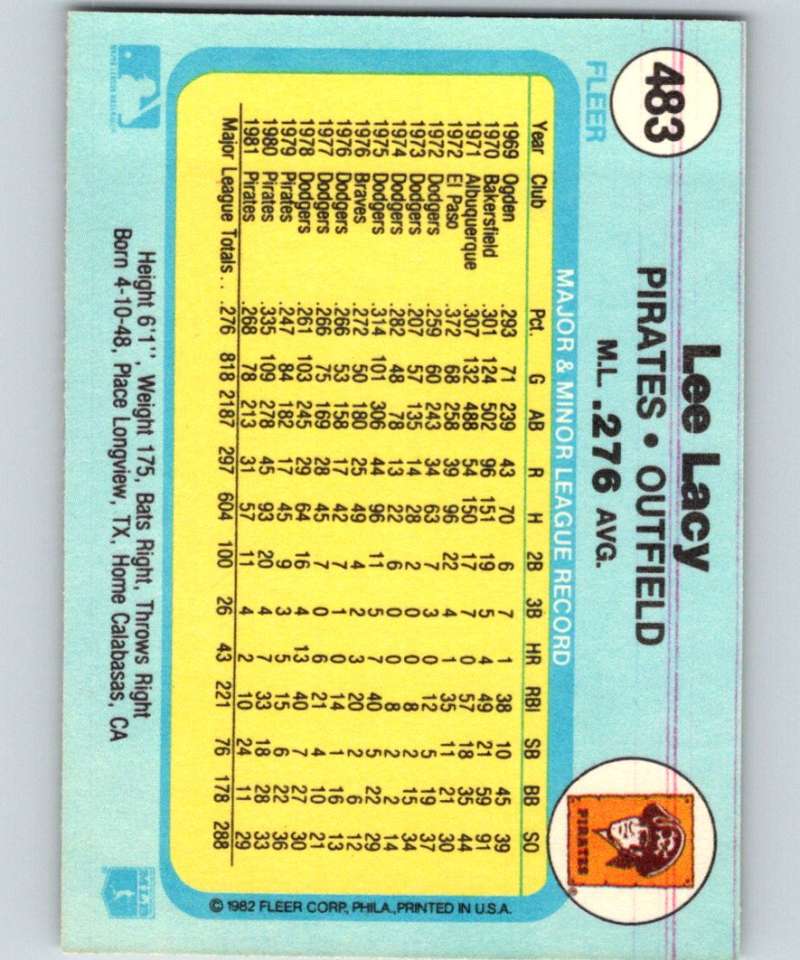 483
FLEER
Lee Lacy
PIRATES • OUTFIELD
M.L. .276 AVG.
PIRATES
MAJOR & MINOR LEAGUE RECORD
Year Club Pct. G AB R H 2B 3B HR RBI SB BB SO
1969 Ogden .293 71 239 43 70 6 7 1 38 10 45 39
1970 Bakersfield .301 124 502 96 151 19 5 4 49 21 59 91
1971 Albuquerque .307 132 488 54 150 17 7 0 57 18 35 44
1972 El Paso .372 68 258 39 96 22 4 1 35 11 21 30
1972 Dodgers .259 60 243 34 63 7 3 0 12 5 19 37
1973 Dodgers .207 57 135 14 28 2 0 0 8 2 15 34
1974 Dodgers .282 48 78 13 22 6 0 0 8 2 2 14
1975 Dodgers .314 101 306 44 96 11 5 7 40 5 22 29
1976 Braves .272 50 180 25 49 4 2 3 20 2 6 12
1976 Dodgers .266 53 158 17 42 7 1 0 14 1 16 13
1977 Dodgers .266 75 169 28 45 7 0 6 21 4 10 21
1978 Dodgers .261 103 245 29 64 16 4 13 40 7 27 30
1979 Pirates .247 84 182 17 45 9 3 5 15 6 22 36
1980 Pirates .335 109 278 45 93 20 4 7 33 18 28 33
1981 Pirates .268 78 213 31 57 11 4 2 10 24 11 29
Major League Totals . . .276 818 2187 297 604 100 26 43 221 76 178 288
© 1982 FLEER CORP., PHILA., PRINTED IN U.S.A.
Height 6'1", Weight 175, Bats Right, Throws Right
Born 4-10-48, Place Longview, TX, Home Calabasas, CA